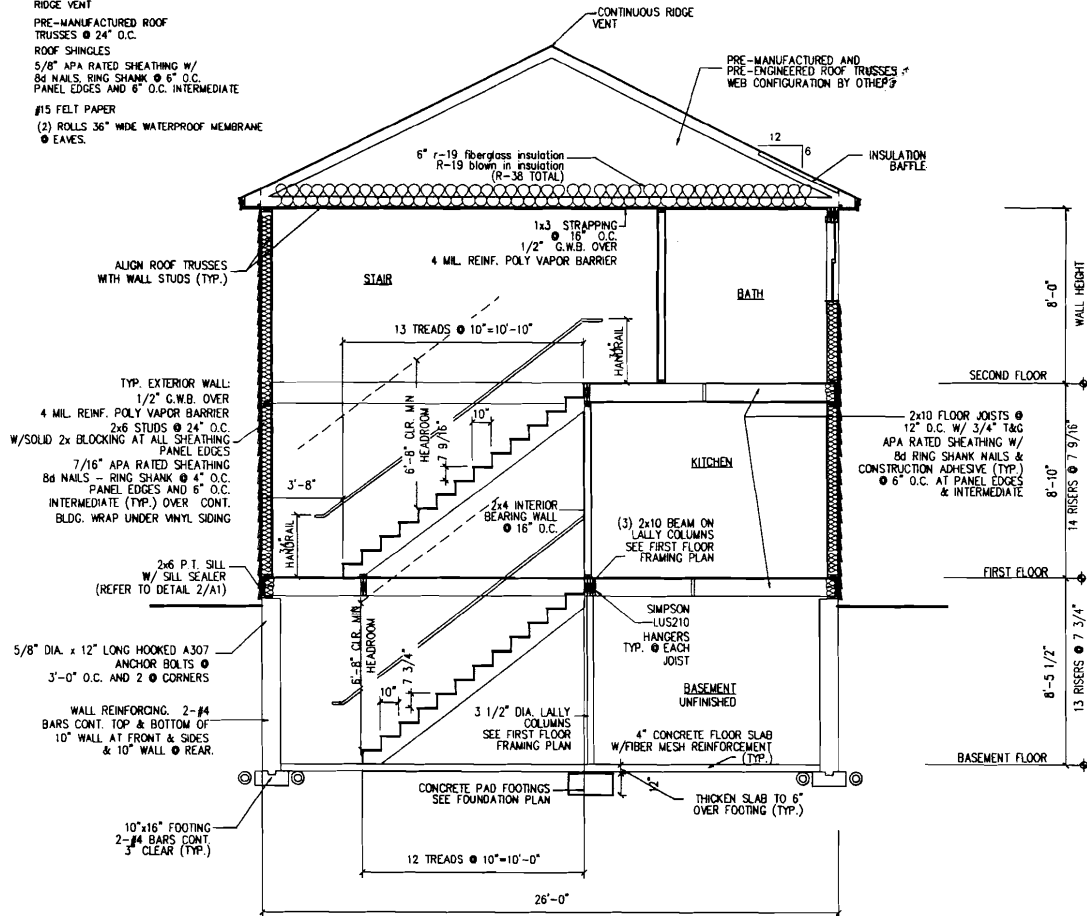 RIDGE VENT
PRE-MANUFACTURED ROOF
TRUSSES @ 24" O.C.
ROOF SHINGLES
5/8" APA RATED SHEATHING W/
8d NAILS, RING SHANK @ 6" O.C.
PANEL EDGES AND 6" O.C. INTERMEDIATE
#15 FELT PAPER
(2) ROLLS 36" WIDE WATERPROOF MEMBRANE
@ EAVES.
CONTINUOUS RIDGE
VENT
PRE-MANUFACTURED AND
PRE-ENGINEERED ROOF TRUSSES
WEB CONFIGURATION BY OTHERS
12
6
INSULATION
BAFFLE
6" r-19 fiberglass insulation
R-19 blown in insulation
(R-38 TOTAL)
1x3 STRAPPING
@ 16" O.C.
1/2" G.W.B. OVER
4 MIL. REINF. POLY VAPOR BARRIER
ALIGN ROOF TRUSSES
WITH WALL STUDS (TYP.)
STAIR
BATH
8'-0"
WALL HEIGHT
13 TREADS @ 10"=10'-10"
34"
HANDRAIL
SECOND FLOOR
TYP. EXTERIOR WALL:
1/2" G.W.B. OVER
4 MIL. REINF. POLY VAPOR BARRIER
2x6 STUDS @ 24" O.C.
W/SOLID 2x BLOCKING AT ALL SHEATHING
PANEL EDGES
7/16" APA RATED SHEATHING
8d NAILS - RING SHANK @ 4" O.C.
PANEL EDGES AND 6" O.C.
INTERMEDIATE (TYP.) OVER CONT.
BLDG. WRAP UNDER VINYL SIDING
6'-8" CLR. MIN
HEADROOM
10"
7 9/16"
3'-8"
34"
HANDRAIL
KITCHEN
2x4 INTERIOR
BEARING WALL
@ 16" O.C.
2x10 FLOOR JOISTS @
12" O.C. W/ 3/4" T&G
APA RATED SHEATHING W/
8d RING SHANK NAILS &
CONSTRUCTION ADHESIVE (TYP.)
@ 6" O.C. AT PANEL EDGES
& INTERMEDIATE
8'-10"
14 RISERS @ 7 9/16"
(3) 2x10 BEAM ON
LALLY COLUMNS
SEE FIRST FLOOR
FRAMING PLAN
2x6 P.T. SILL
W/ SILL SEALER
(REFER TO DETAIL 2/A1)
FIRST FLOOR
SIMPSON
LUS210
HANGERS
TYP. @ EACH
JOIST
5/8" DIA. x 12" LONG HOOKED A307
ANCHOR BOLTS @
3'-0" O.C. AND 2 @ CORNERS
6'-8" CLR. MIN
HEADROOM
10"
7 3/4"
BASEMENT
UNFINISHED
8'-5 1/2"
13 RISERS @ 7 3/4"
WALL REINFORCING. 2-#4
BARS CONT. TOP & BOTTOM OF
10" WALL AT FRONT & SIDES
& 10" WALL @ REAR.
3 1/2" DIA. LALLY
COLUMNS
SEE FIRST FLOOR
FRAMING PLAN
4" CONCRETE FLOOR SLAB
W/FIBER MESH REINFORCEMENT
(TYP.)
BASEMENT FLOOR
CONCRETE PAD FOOTINGS
SEE FOUNDATION PLAN
12"
THICKEN SLAB TO 6"
OVER FOOTING (TYP.)
10"x16" FOOTING
2-#4 BARS CONT.
3" CLEAR (TYP.)
12 TREADS @ 10"=10'-0"
26'-0"